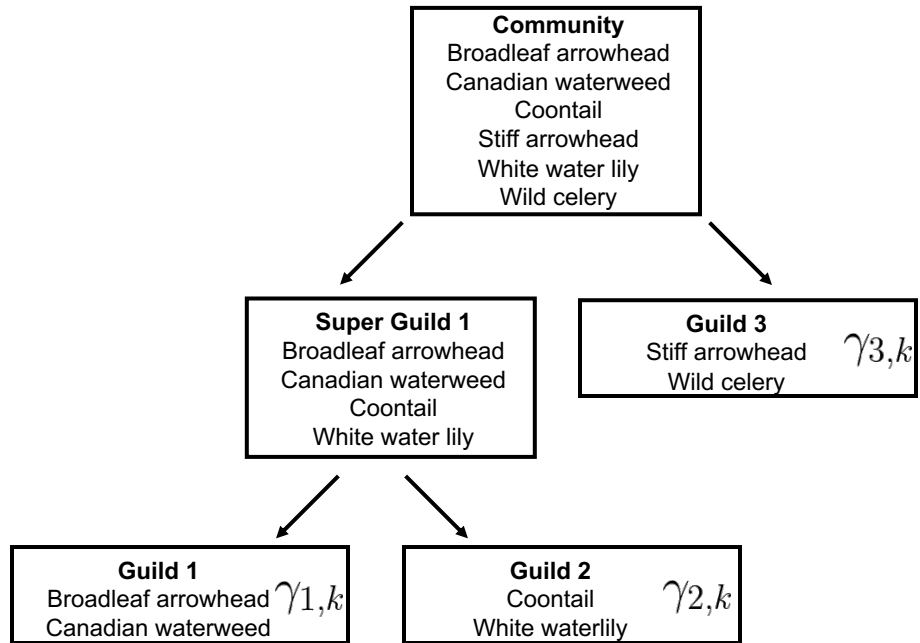 Community
Broadleaf arrowhead
Canadian waterweed
Coontail
Stiff arrowhead
White water lily
Wild celery
Super Guild 1
Broadleaf arrowhead
Canadian waterweed
Coontail
White water lily
Guild 3
Stiff arrowhead
Wild celery
γ3,k
Guild 1
Broadleaf arrowhead
Canadian waterweed
γ1,k
Guild 2
Coontail
White waterlily
γ2,k